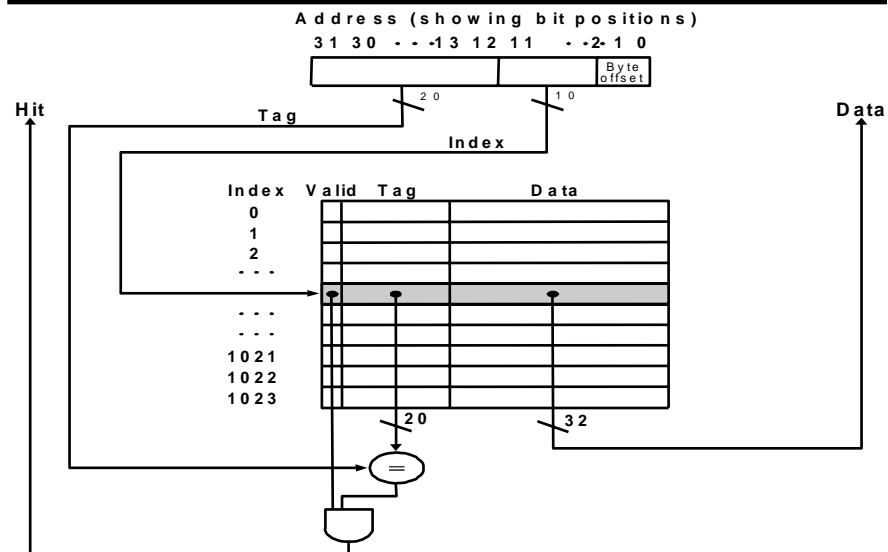 Address (showing bit positions)
31 30 - - -13 12 11 - -2- 1 0
Byte
offset
20
10
Hit
Data
Tag
Index
Index Valid Tag Data
0
1
2
- - -
- - -
- - -
1021
1022
1023
20
32
=